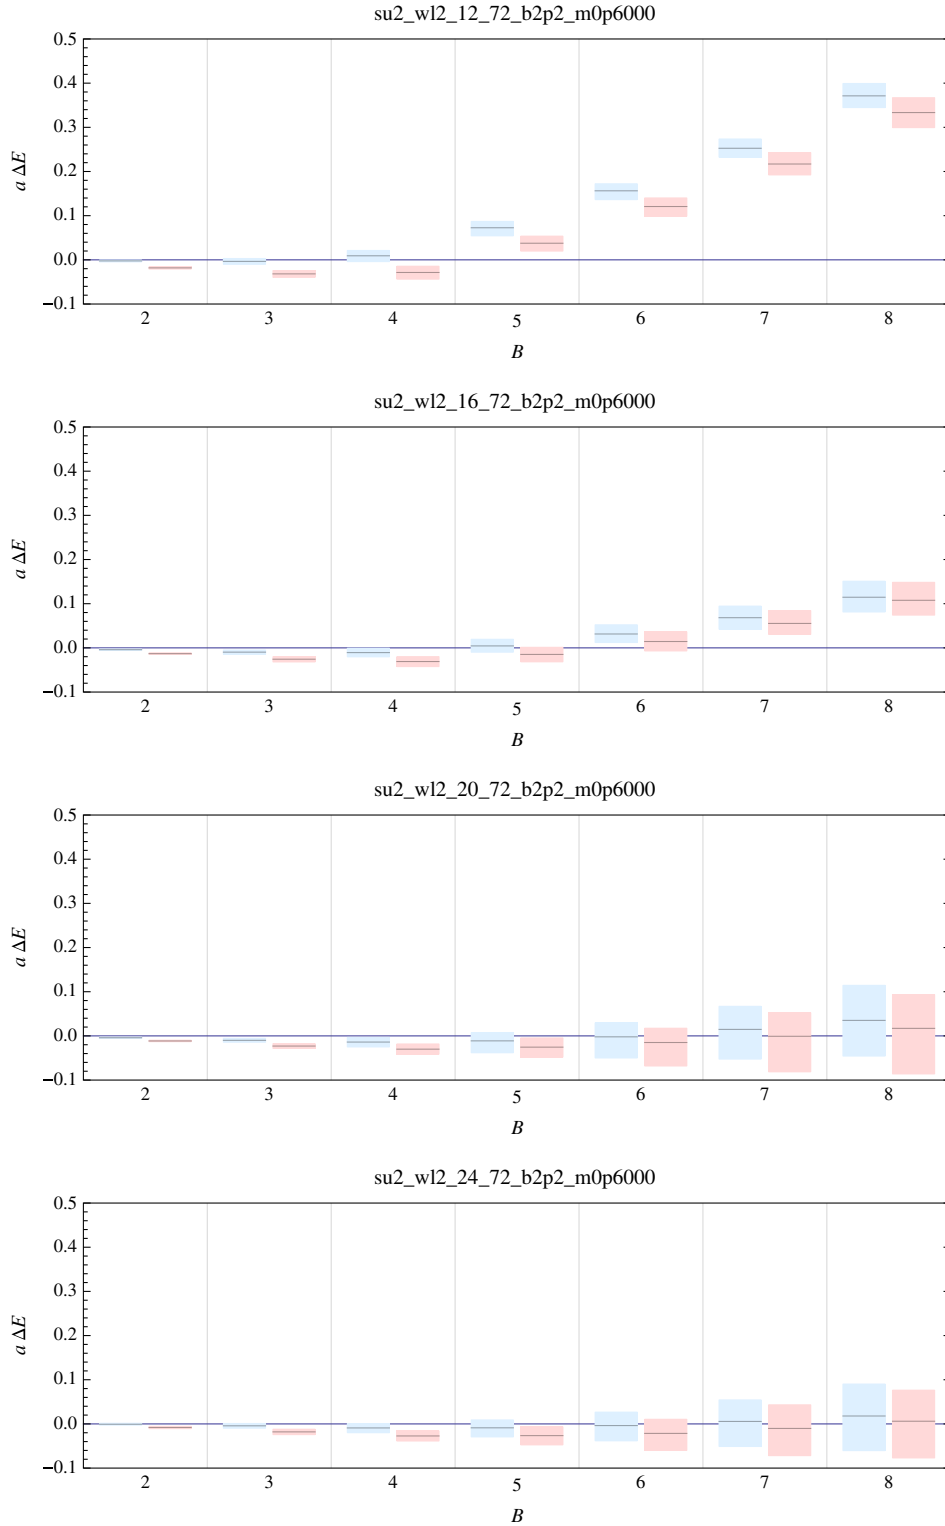 su2_wl2_12_72_b2p2_m0p6000
0.5
0.4
0.3
0.2
0.1
0.0
−0.1
a ΔE
2 3 4 5 6 7 8
B
su2_wl2_16_72_b2p2_m0p6000
0.5
0.4
0.3
0.2
0.1
0.0
−0.1
a ΔE
2 3 4 5 6 7 8
B
su2_wl2_20_72_b2p2_m0p6000
0.5
0.4
0.3
0.2
0.1
0.0
−0.1
a ΔE
2 3 4 5 6 7 8
B
su2_wl2_24_72_b2p2_m0p6000
0.5
0.4
0.3
0.2
0.1
0.0
−0.1
a ΔE
2 3 4 5 6 7 8
B